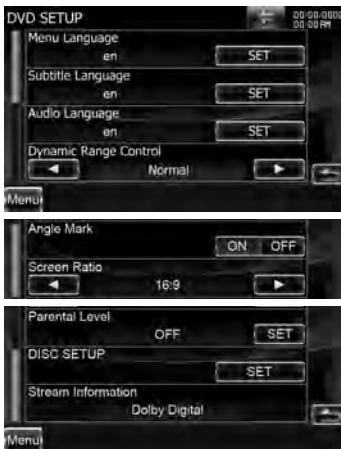 DVD SETUP
00/00/0000
00:00 PM
Menu Language
en SET
Subtitle Language
en SET
Audio Language
en SET
Dynamic Range Control
Normal
Menu
Angle Mark
ON OFF
Screen Ratio
16:9
Parental Level
OFF SET
DISC SETUP
SET
Stream Information
Dolby Digital
Menu